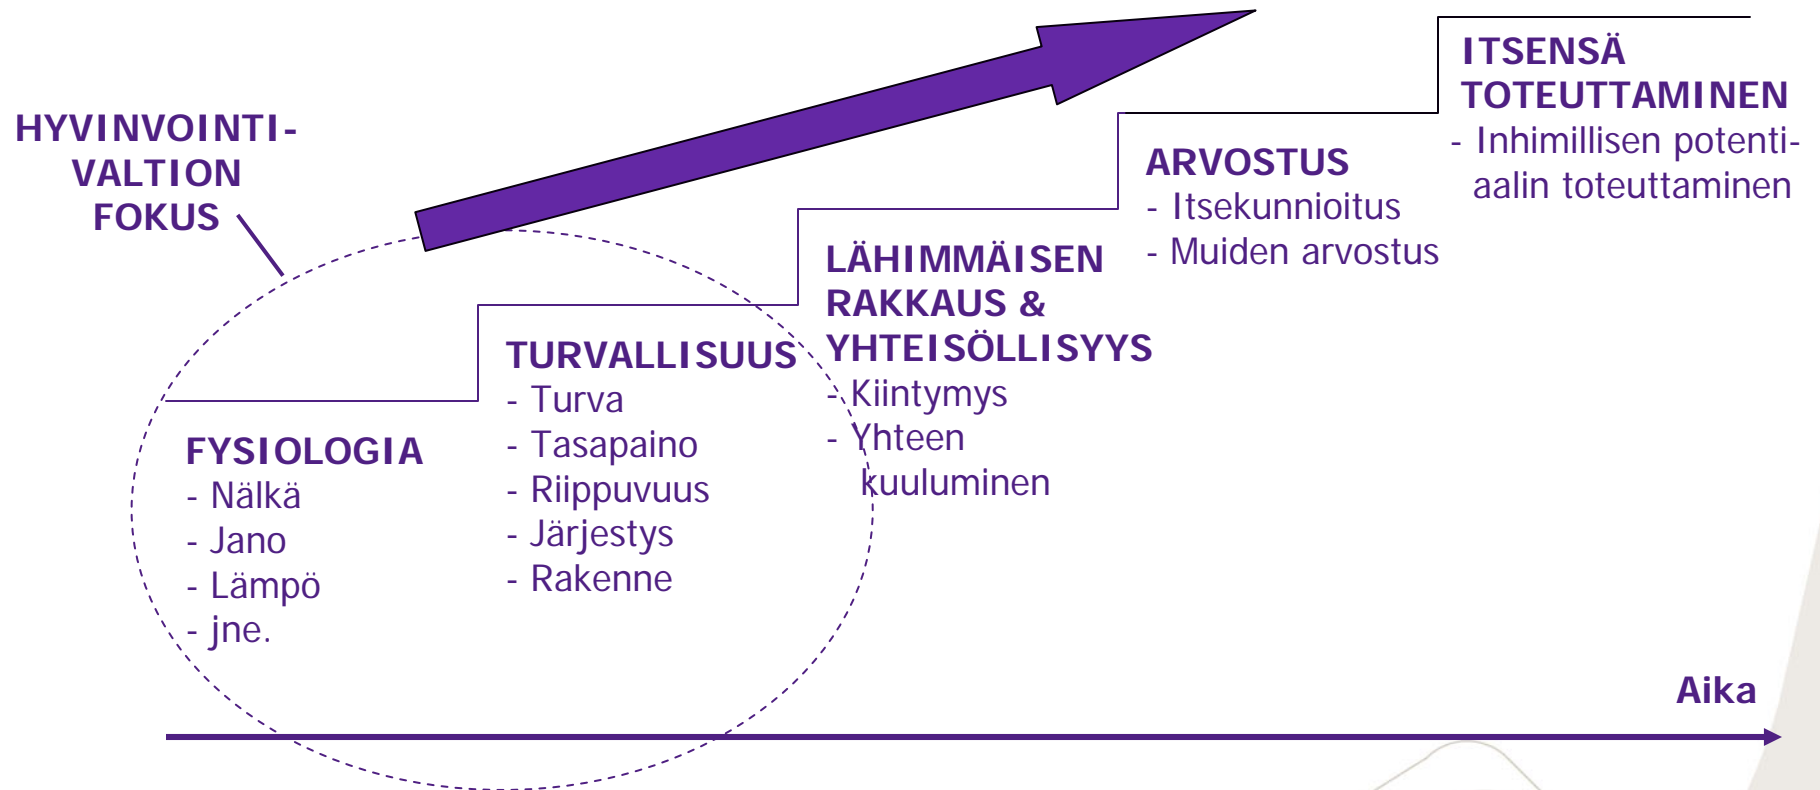 HYVINVOINTI-
VALTION
FOKUS
FYSIOLOGIA
- Nälkä
- Jano
- Lämpö
- jne.
TURVALLISUUS
- Turva
- Tasapaino
- Riippuvuus
- Järjestys
- Rakenne
LÄHIMMÄISEN
RAKKAUS &
YHTEISÖLLISYYS
- Kiintymys
- Yhteen
kuuluminen
ARVOSTUS
- Itsekunnioitus
- Muiden arvostus
ITSENSÄ
TOTEUTTAMINEN
- Inhimillisen potenti-
aalin toteuttaminen
Aika